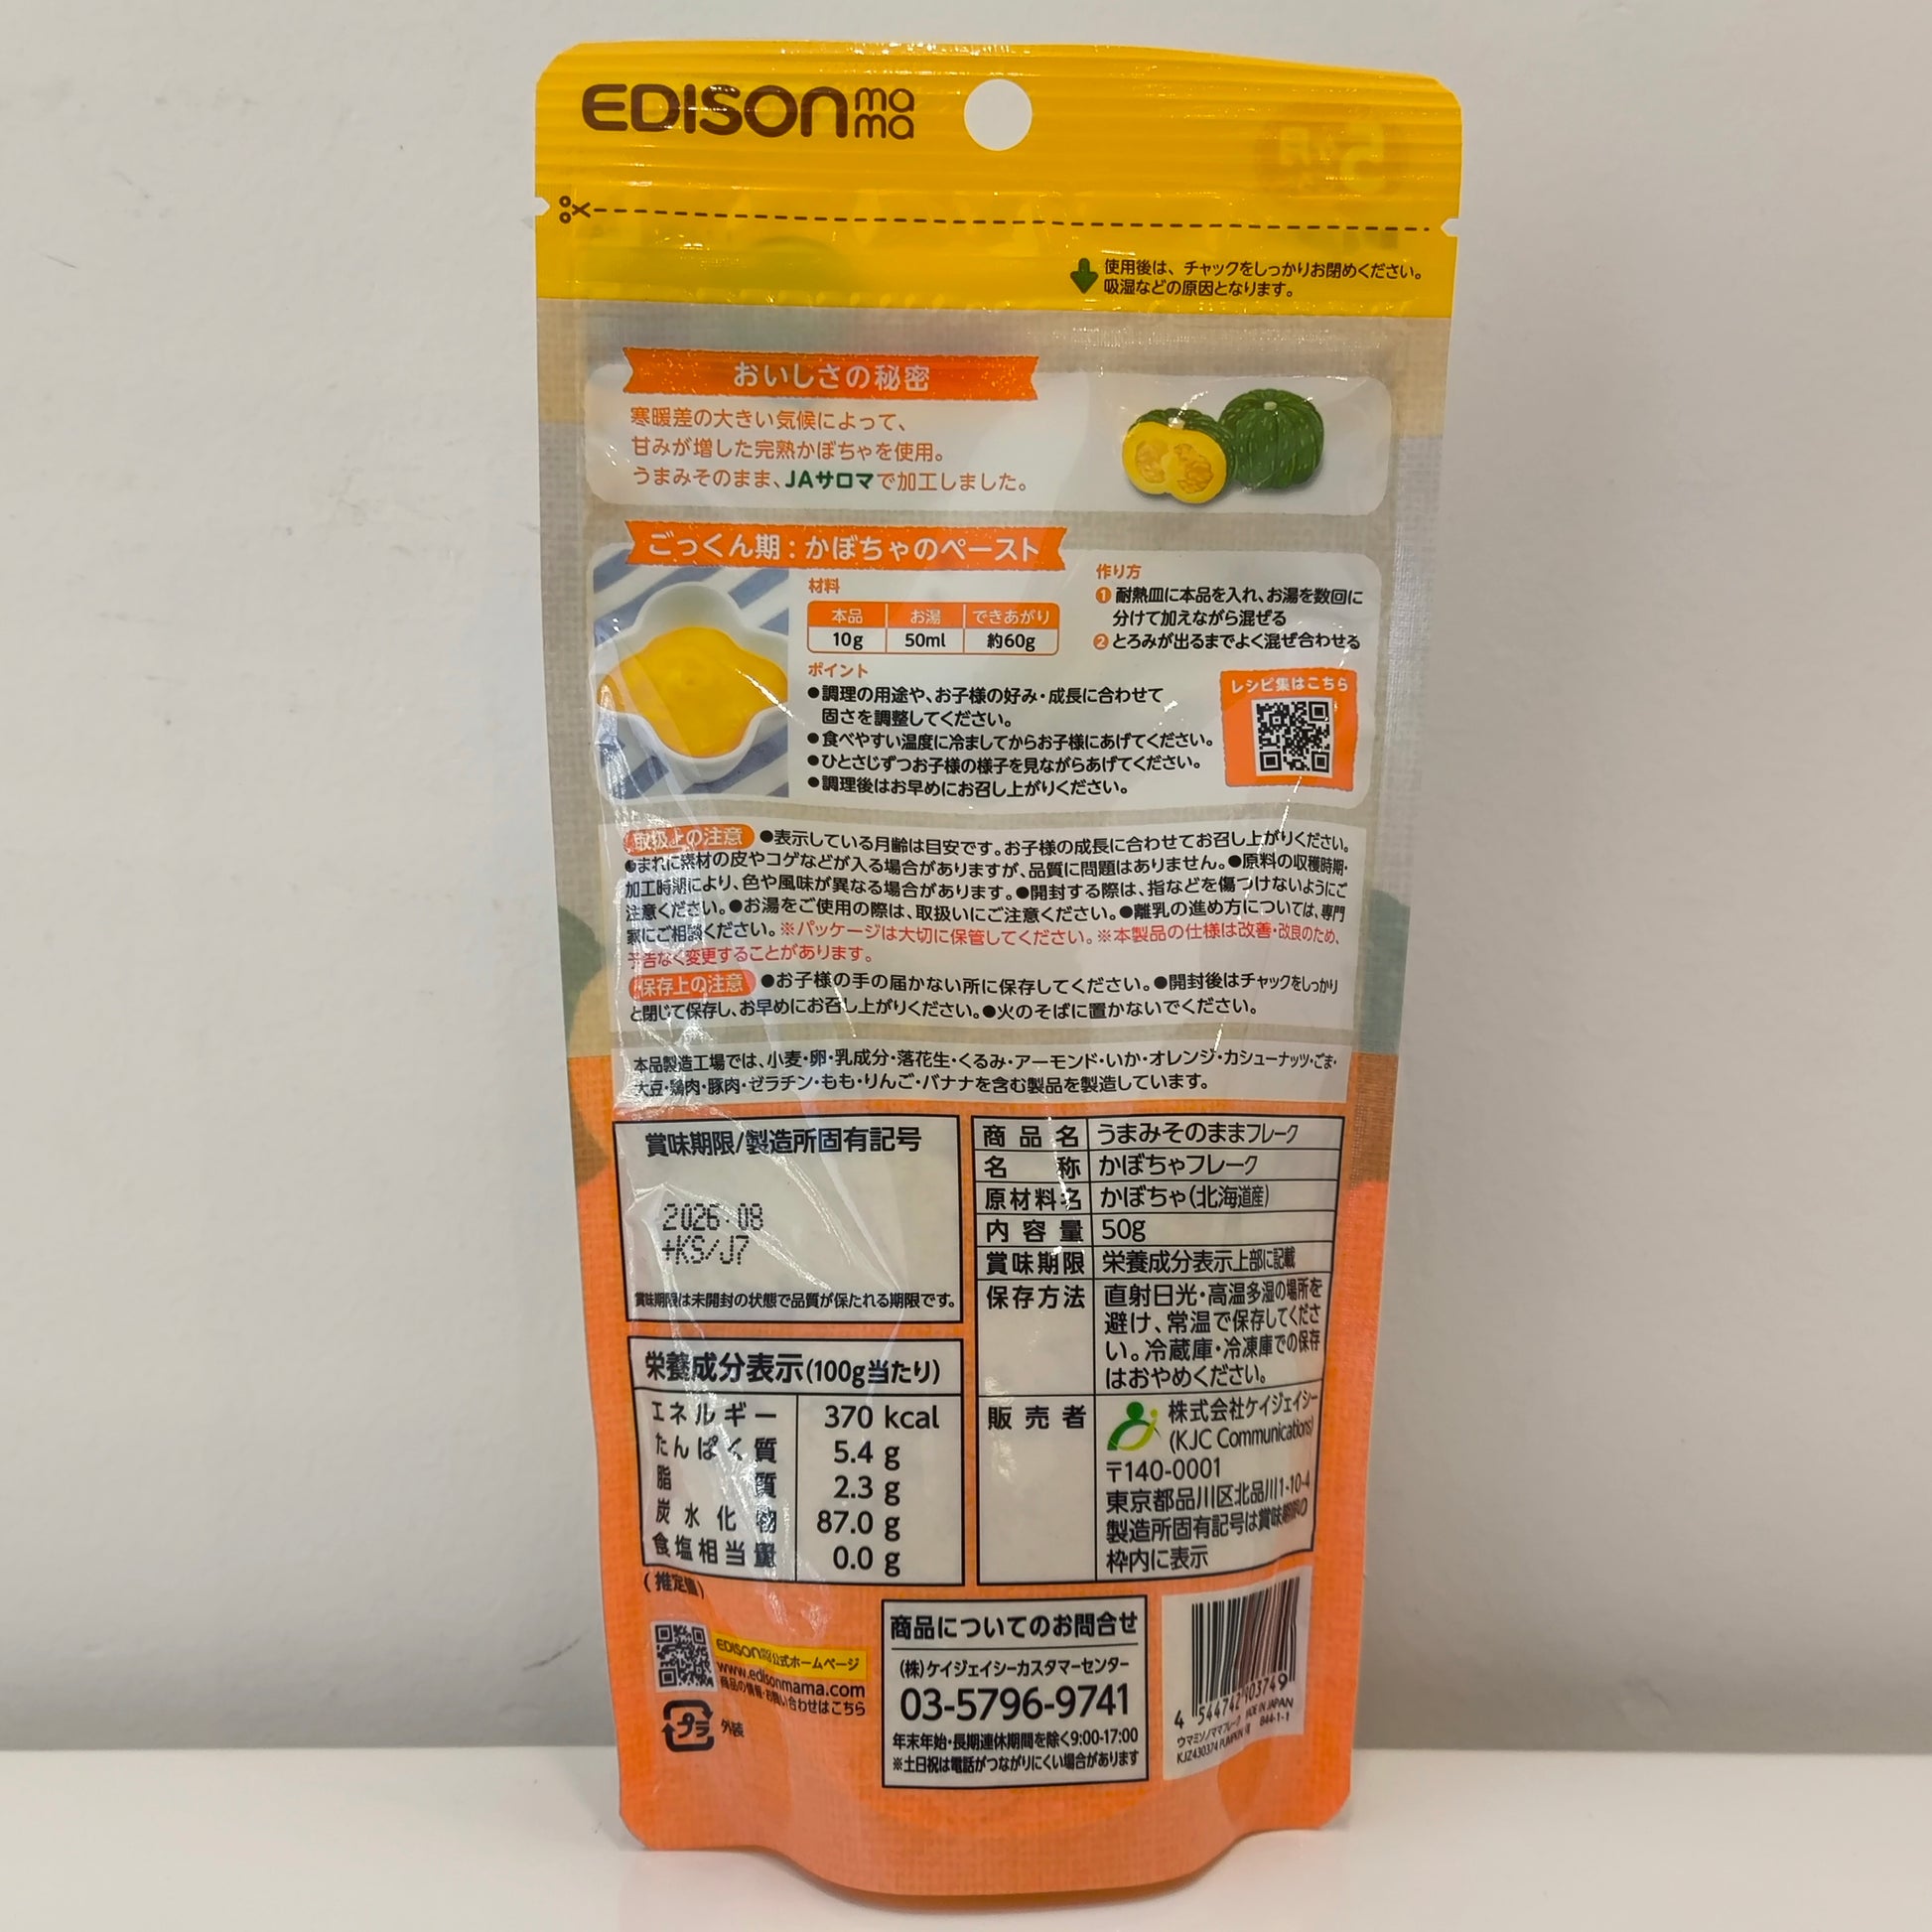 EDISON mama
使用後は、チャックをしっかりお閉めください。
吸湿などの原因となります。
おいしさの秘密
寒暖差の大きい気候によって、
甘みが増した完熟かぼちゃを使用。
うまみそのまま、JAサロマで加工しました。
ごっくん期：かぼちゃのペースト
材料
本品 お湯 できあがり
10g 50ml 約60g
作り方
❶耐熱皿に本品を入れ、お湯を数回に
分けて加えながら混ぜる
❷とろみが出るまでよく混ぜ合わせる
ポイント
●調理の用途や、お子様の好み・成長に合わせて
固さを調整してください。
●食べやすい温度に冷ましてからお子様にあげてください。
●ひとさじずつお子様の様子を見ながらあげてください。
●調理後はお早めにお召し上がりください。
レシピ集はこちら
取扱上の注意 ●表示している月齢は目安です。お子様の成長に合わせてお召し上がりください。
●まれに素材の皮やコゲなどが入る場合がありますが、品質に問題はありません。●原料の収穫時期・
加工時期により、色や風味が異なる場合があります。●開封する際は、指などを傷つけないようにご
注意ください。●お湯をご使用の際は、取扱いにご注意ください。●離乳の進め方については、専門
家にご相談ください。※パッケージは大切に保管してください。※本製品の仕様は改善・改良のため、
予告なく変更することがあります。
保存上の注意 ●お子様の手の届かない所に保存してください。●開封後はチャックをしっかり
と閉じて保存し、お早めにお召し上がりください。●火のそばに置かないでください。
本品製造工場では、小麦・卵・乳成分・落花生・くるみ・アーモンド・いか・オレンジ・カシューナッツ・ごま・
大豆・鶏肉・豚肉・ゼラチン・もも・りんご・バナナを含む製品を製造しています。
賞味期限/製造所固有記号
2026・08
+KS/J7
賞味期限は未開封の状態で品質が保たれる期限です。
栄養成分表示(100g当たり)
エネルギー 370 kcal
たんぱく質 5.4 g
脂質 2.3 g
炭水化物 87.0 g
食塩相当量 0.0 g
(推定値)
商品名 うまみそのままフレーク
名称 かぼちゃフレーク
原材料名 かぼちゃ(北海道産)
内容量 50g
賞味期限 栄養成分表示上部に記載
保存方法 直射日光・高温多湿の場所を
避け、常温で保存してくださ
い。冷蔵庫・冷凍庫での保存
はおやめください。
販売者 株式会社ケイジェイシー
(KJC Communications)
〒140-0001
東京都品川区北品川1-10-4
製造所固有記号は賞味期限の
枠内に表示
EDISONmama公式ホームページ
www.edisonmama.com
商品の情報・お問い合わせはこちら
プラ 外装
商品についてのお問合せ
(株)ケイジェイシーカスタマーセンター
03-5796-9741
年末年始・長期連休期間を除く9:00-17:00
※土日祝は電話がつながりにくい場合があります
4 544742 903749
ウマミソノママフレーク MADE IN JAPAN
KJZ430374 PUMPKIN